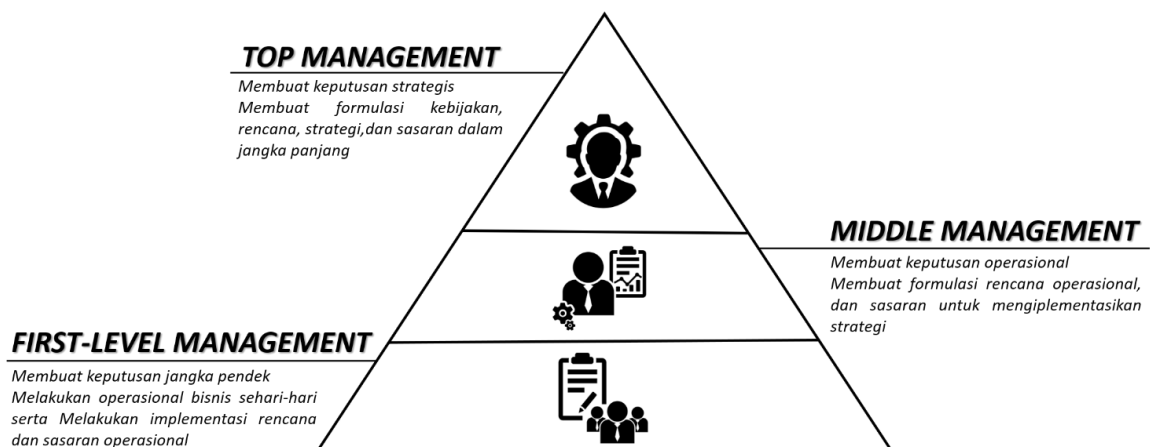 TOP MANAGEMENT
Membuat keputusan strategis
Membuat formulasi kebijakan,
rencana, strategi,dan sasaran dalam
jangka panjang
MIDDLE MANAGEMENT
Membuat keputusan operasional
Membuat formulasi rencana operasional,
dan sasaran untuk mengiplementasikan
strategi
FIRST-LEVEL MANAGEMENT
Membuat keputusan jangka pendek
Melakukan operasional bisnis sehari-hari
serta Melakukan implementasi rencana
dan sasaran operasional